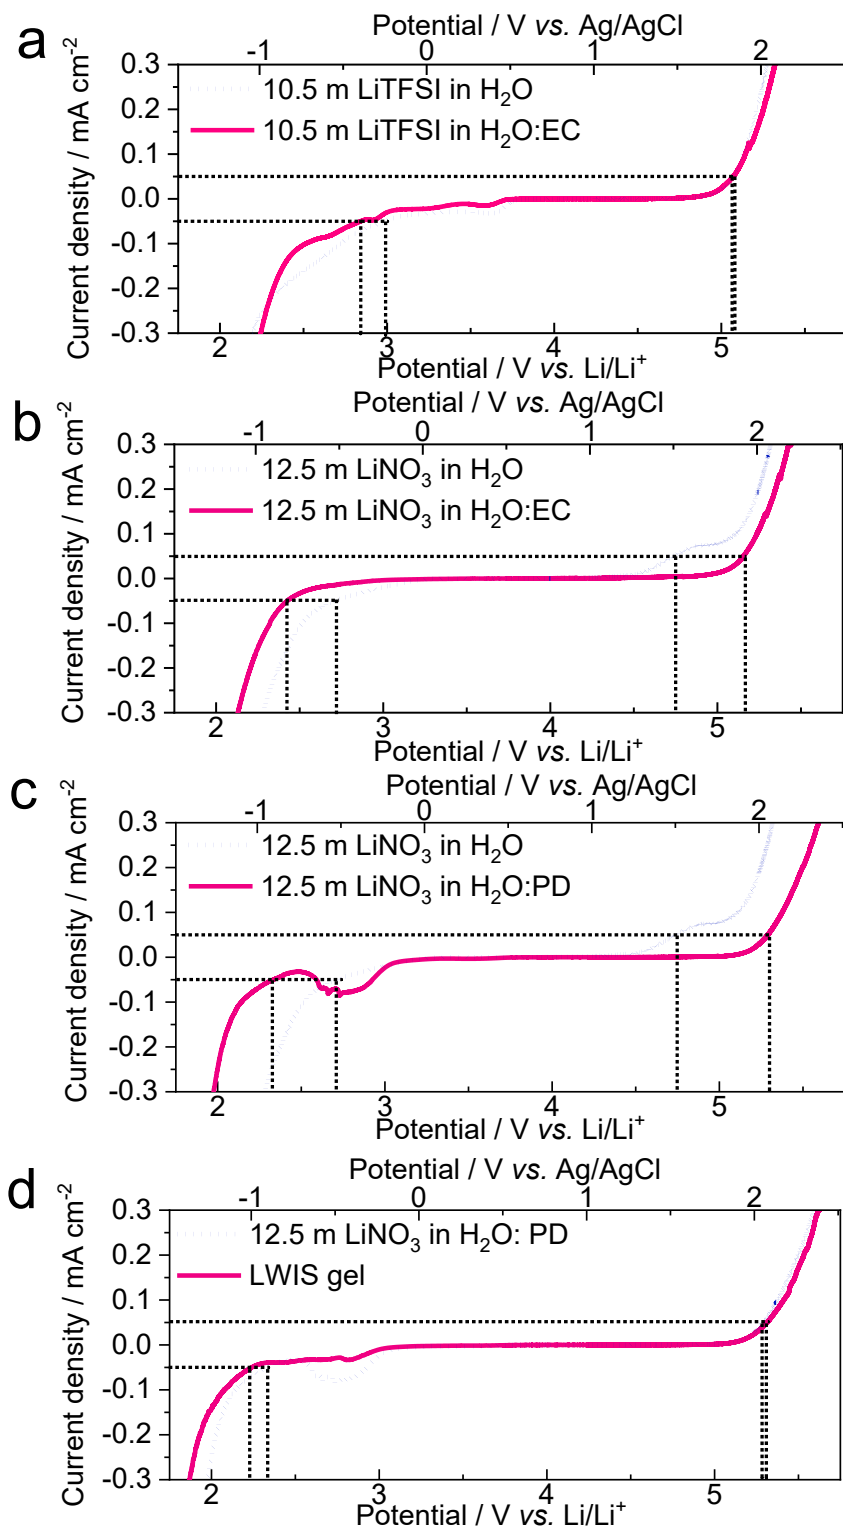 a
Potential / V vs. Ag/AgCl
-1 0 1 2
0.3
0.2
0.1
0.0
-0.1
-0.2
-0.3
Current density / mA cm⁻²
10.5 m LiTFSI in H₂O
10.5 m LiTFSI in H₂O:EC
2 3 4 5
Potential / V vs. Li/Li⁺
b
Potential / V vs. Ag/AgCl
-1 0 1 2
0.3
0.2
0.1
0.0
-0.1
-0.2
-0.3
Current density / mA cm⁻²
12.5 m LiNO₃ in H₂O
12.5 m LiNO₃ in H₂O:EC
2 3 4 5
Potential / V vs. Li/Li⁺
c
Potential / V vs. Ag/AgCl
-1 0 1 2
0.3
0.2
0.1
0.0
-0.1
-0.2
-0.3
Current density / mA cm⁻²
12.5 m LiNO₃ in H₂O
12.5 m LiNO₃ in H₂O:PD
2 3 4 5
Potential / V vs. Li/Li⁺
d
Potential / V vs. Ag/AgCl
-1 0 1 2
0.3
0.2
0.1
0.0
-0.1
-0.2
-0.3
Current density / mA cm⁻²
12.5 m LiNO₃ in H₂O: PD
LWIS gel
2 3 4 5
Potential / V vs. Li/Li⁺